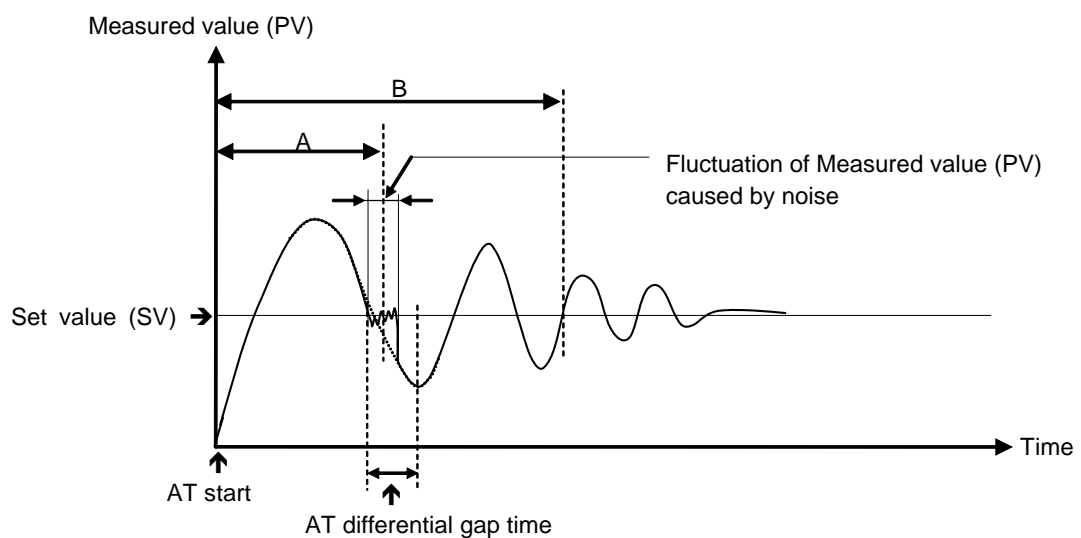 Measured value (PV)
B
A
Fluctuation of Measured value (PV)
caused by noise
Set value (SV)
Time
AT start
AT differential gap time